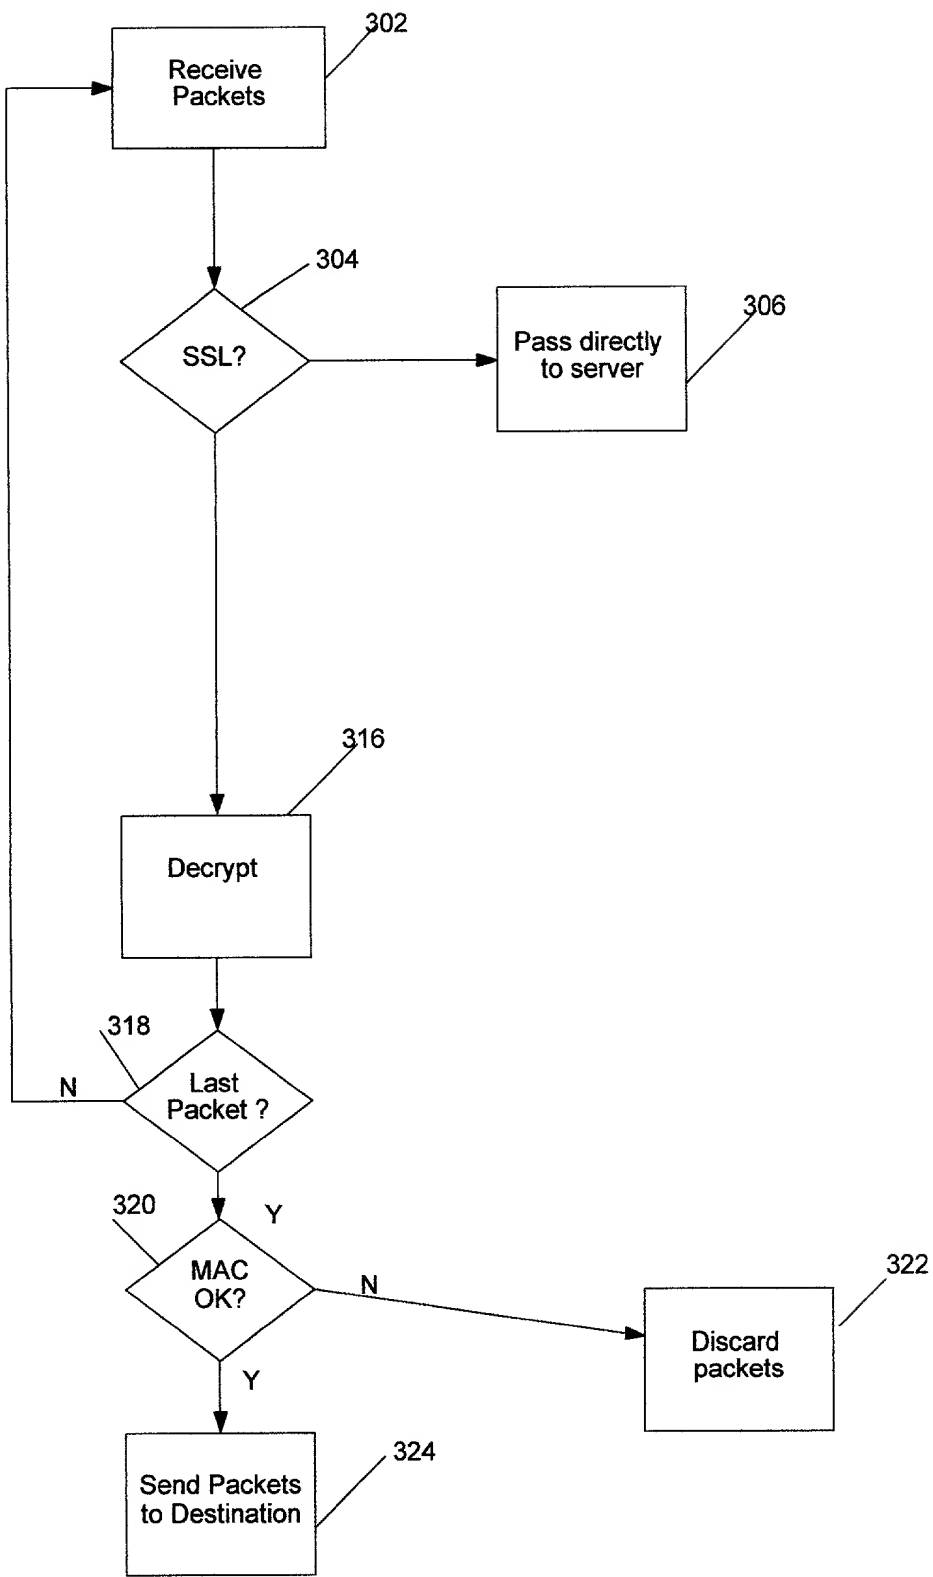 302
Receive
Packets
304
SSL?
306
Pass directly
to server
316
Decrypt
318
Last
Packet ?
N
Y
320
MAC
OK?
N
322
Discard
packets
Y
324
Send Packets
to Destination